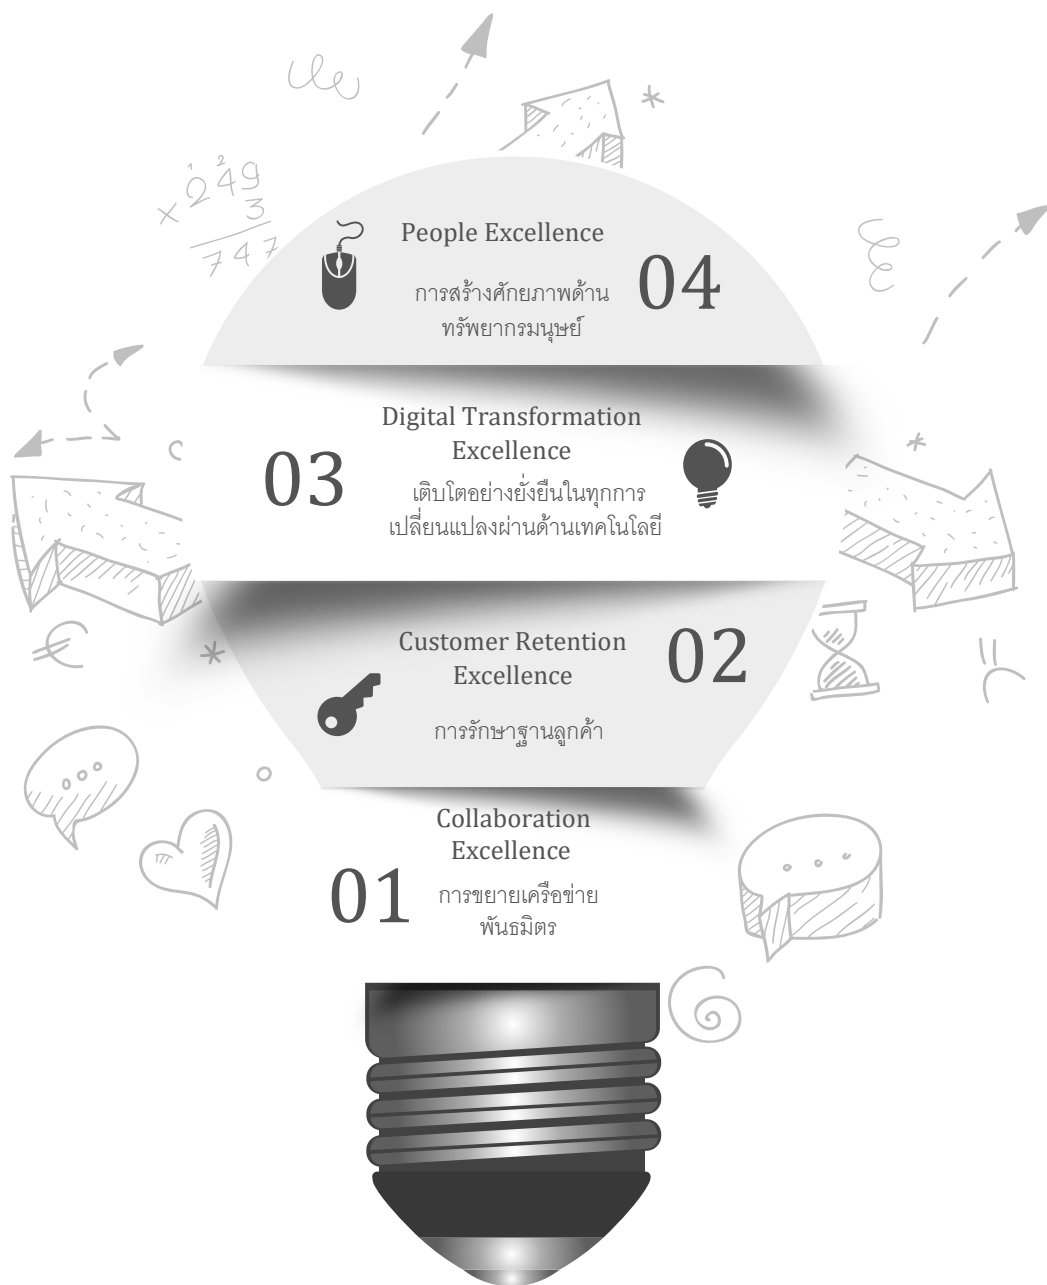 1 2
249
× 3
747
People Excellence
04
การสร้างศักยภาพด้าน
ทรัพยากรมนุษย์
Digital Transformation
Excellence
03
เติบโตอย่างยั่งยืนในทุกการ
เปลี่ยนแปลงผ่านด้านเทคโนโลยี
Customer Retention
Excellence
02
การรักษาฐานลูกค้า
Collaboration
Excellence
01
การขยายเครือข่าย
พันธมิตร